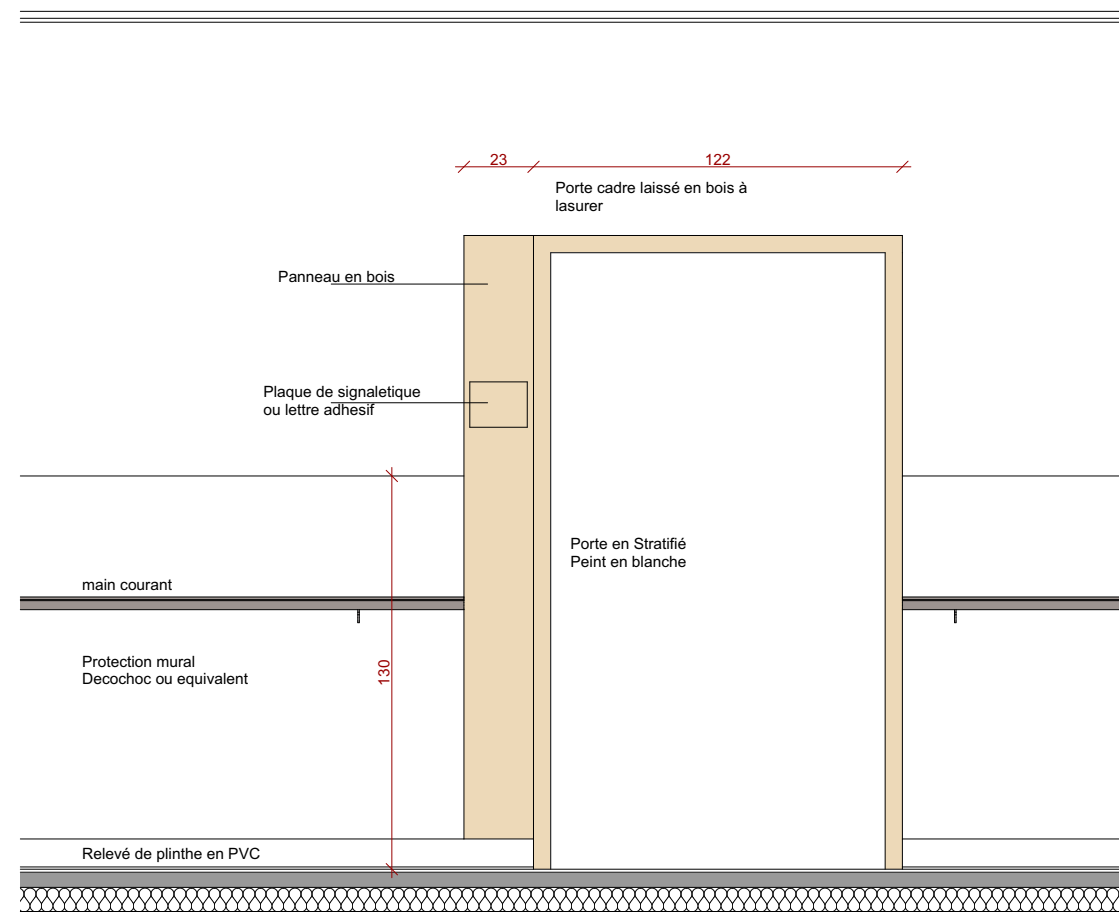 23
122
Porte cadre laissé en bois à
lasurer
Panneau en bois
Plaque de signaletique
ou lettre adhesif
Porte en Stratifié
Peint en blanche
main courant
130
Protection mural
Decochoc ou equivalent
Relevé de plinthe en PVC